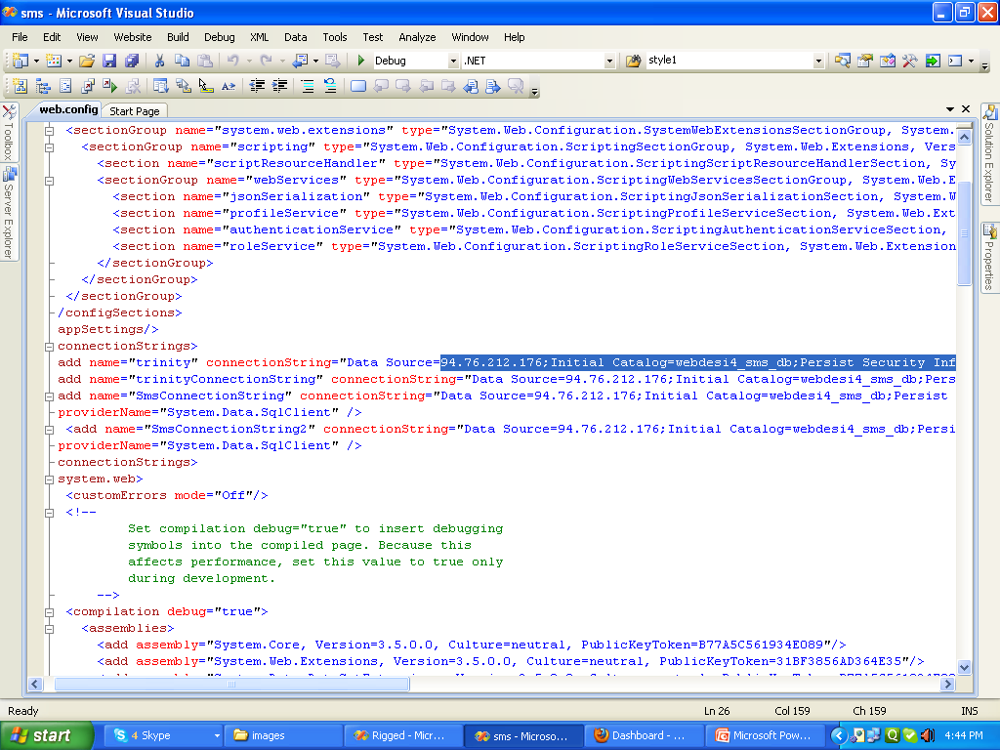 sms - Microsoft Visual Studio
File Edit View Website Build Debug XML Data Tools Test Analyze Window Help
Debug .NET style1
web.config Start Page
Toolbox
Server Explorer
Solution Explorer
Properties
<sectionGroup name="system.web.extensions" type="System.Web.Configuration.SystemWebExtensionsSectionGroup, System.
<sectionGroup name="scripting" type="System.Web.Configuration.ScriptingSectionGroup, System.Web.Extensions, Vers
<section name="scriptResourceHandler" type="System.Web.Configuration.ScriptingScriptResourceHandlerSection, Sy
<sectionGroup name="webServices" type="System.Web.Configuration.ScriptingWebServicesSectionGroup, System.Web.E
<section name="jsonSerialization" type="System.Web.Configuration.ScriptingJsonSerializationSection, System.W
<section name="profileService" type="System.Web.Configuration.ScriptingProfileServiceSection, System.Web.Ext
<section name="authenticationService" type="System.Web.Configuration.ScriptingAuthenticationServiceSection,
<section name="roleService" type="System.Web.Configuration.ScriptingRoleServiceSection, System.Web.Extension
</sectionGroup>
</sectionGroup>
</sectionGroup>
/configSections>
appSettings/>
connectionStrings>
add name="trinity" connectionString="Data Source=94.76.212.176;Initial Catalog=webdesi4_sms_db;Persist Security Inf
add name="trinityConnectionString" connectionString="Data Source=94.76.212.176;Initial Catalog=webdesi4_sms_db;Pers
add name="SmsConnectionString" connectionString="Data Source=94.76.212.176;Initial Catalog=webdesi4_sms_db;Persist
providerName="System.Data.SqlClient" />
<add name="SmsConnectionString2" connectionString="Data Source=94.76.212.176;Initial Catalog=webdesi4_sms_db;Persi
providerName="System.Data.SqlClient" />
connectionStrings>
system.web>
<customErrors mode="Off"/>
<!--
Set compilation debug="true" to insert debugging
symbols into the compiled page. Because this
affects performance, set this value to true only
during development.
-->
<compilation debug="true">
<assemblies>
<add assembly="System.Core, Version=3.5.0.0, Culture=neutral, PublicKeyToken=B77A5C561934E089"/>
<add assembly="System.Web.Extensions, Version=3.5.0.0, Culture=neutral, PublicKeyToken=31BF3856AD364E35"/>
Ready Ln 26 Col 159 Ch 159 INS
start 4 Skype images Rigged - Micr... sms - Microso... Dashboard - ... Microsoft Pow... 4:44 PM